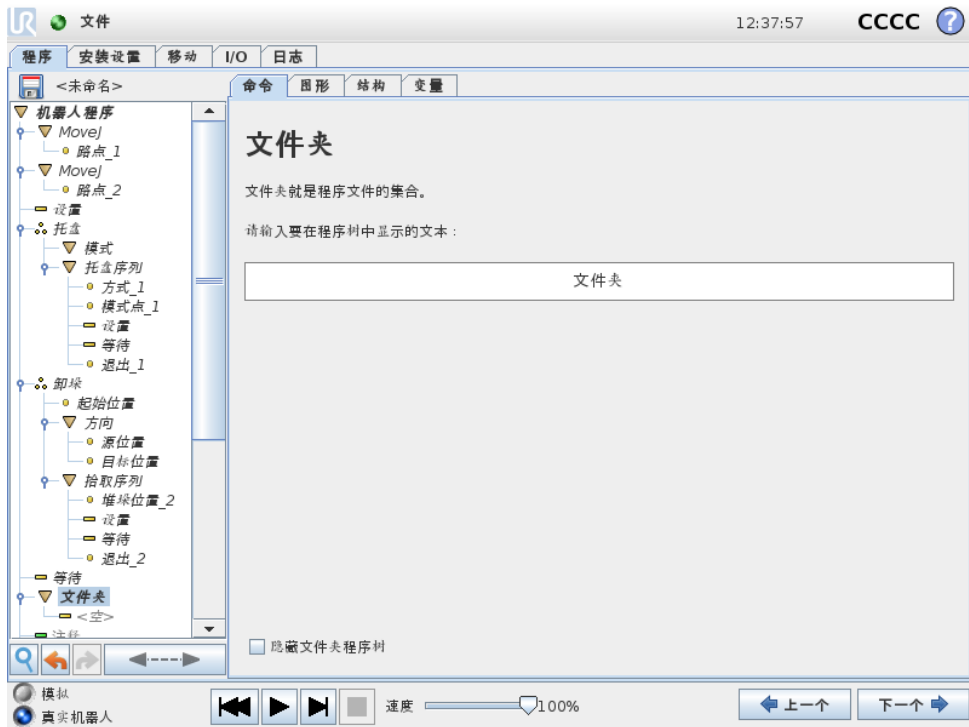 UR 文件 12:37:57 CCCC ?
程序 安装设置 移动 I/O 日志
<未命名>
命令 图形 结构 变量
机器人程序
MoveJ
路点_1
MoveJ
路点_2
设置
托盘
模式
托盘序列
方式_1
模式点_1
设置
等待
退出_1
卸垛
起始位置
方向
源位置
目标位置
拾取序列
堆垛位置_2
设置
等待
退出_2
等待
文件夹
<空>
注释
文件夹
文件夹就是程序文件的集合。
请输入要在程序树中显示的文本：
文件夹
隐藏文件夹程序树
模拟
真实机器人
速度 100%
上一个 下一个